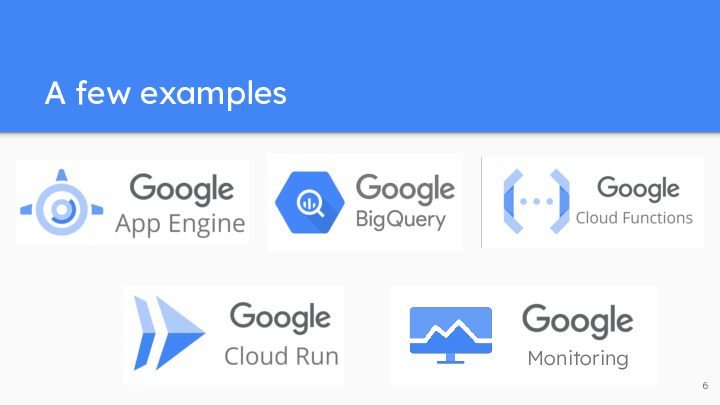 A few examples
Google
App Engine
Google
BigQuery
Google
Cloud Functions
Google
Cloud Run
Google
Monitoring
6